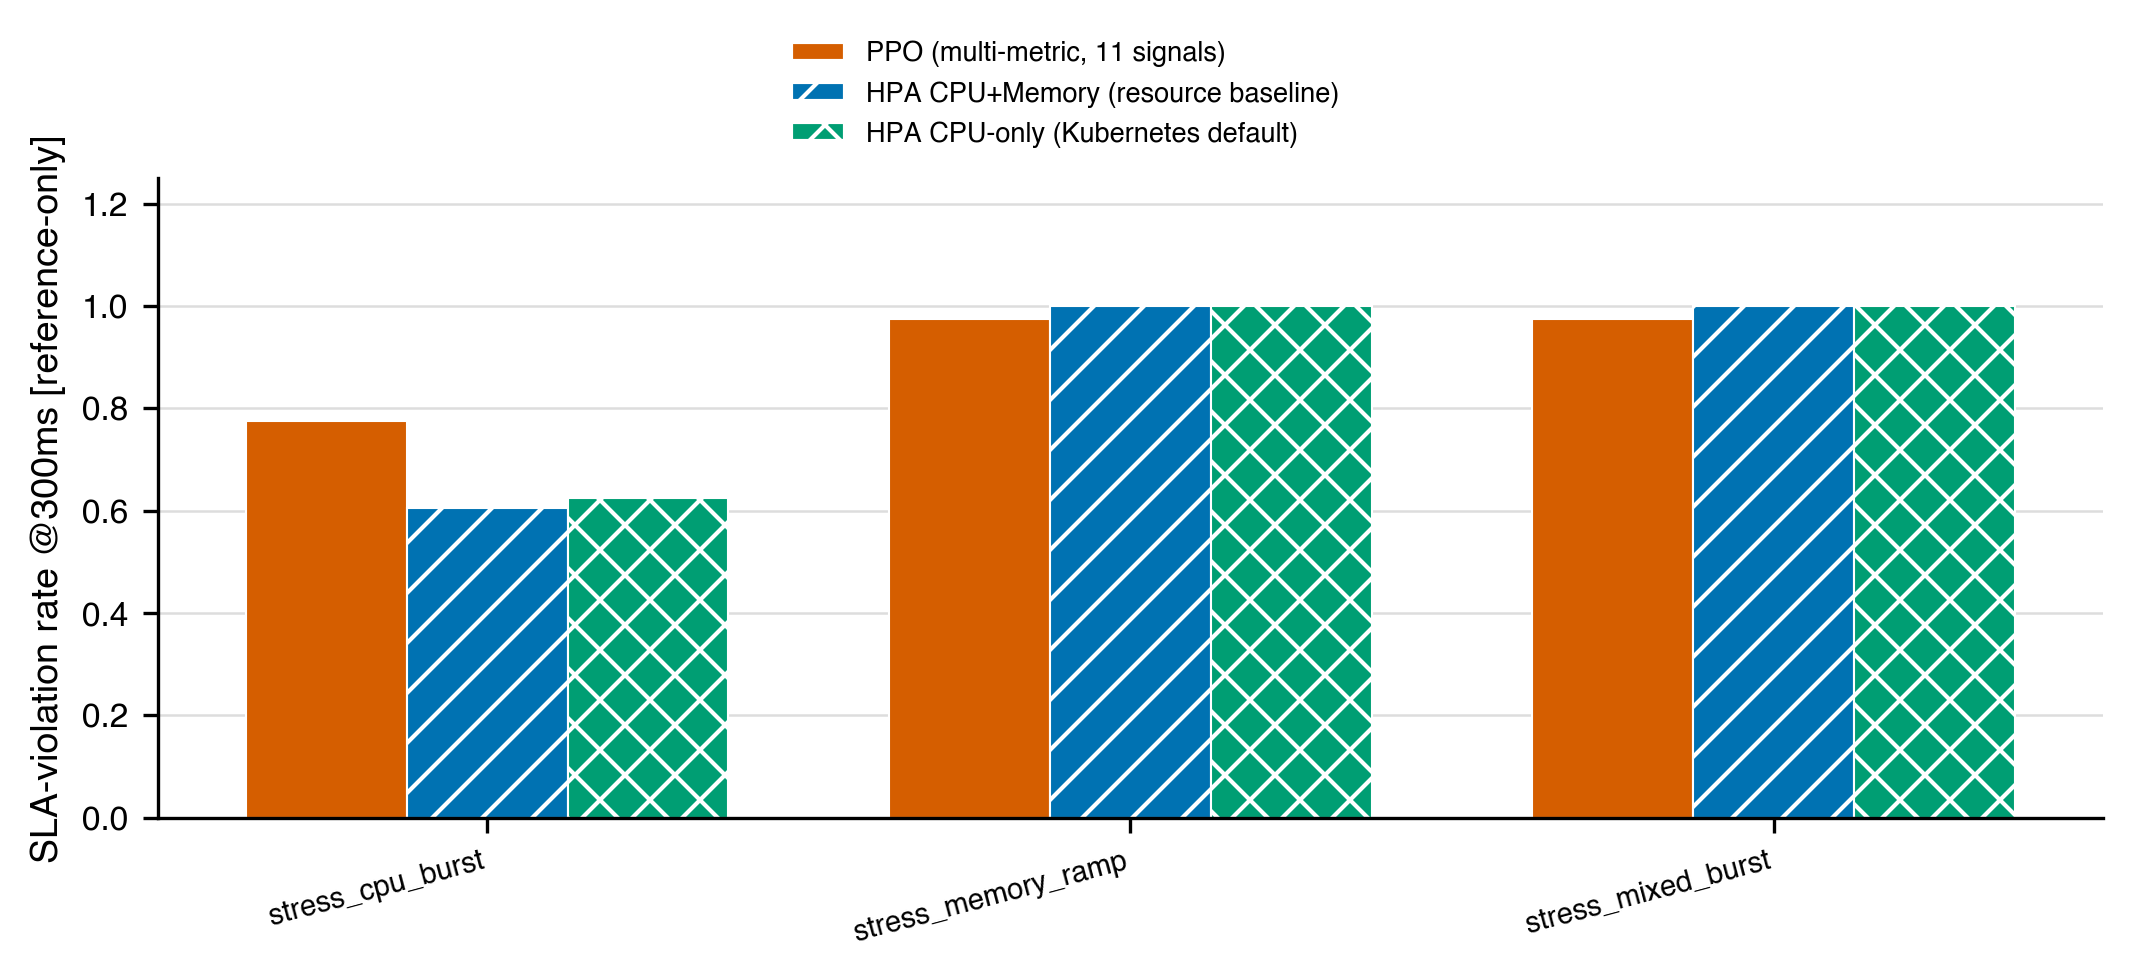 PPO (multi-metric, 11 signals)
HPA CPU+Memory (resource baseline)
HPA CPU-only (Kubernetes default)
SLA-violation rate @300ms [reference-only]
1.2
1.0
0.8
0.6
0.4
0.2
0.0
stress_cpu_burst
stress_memory_ramp
stress_mixed_burst